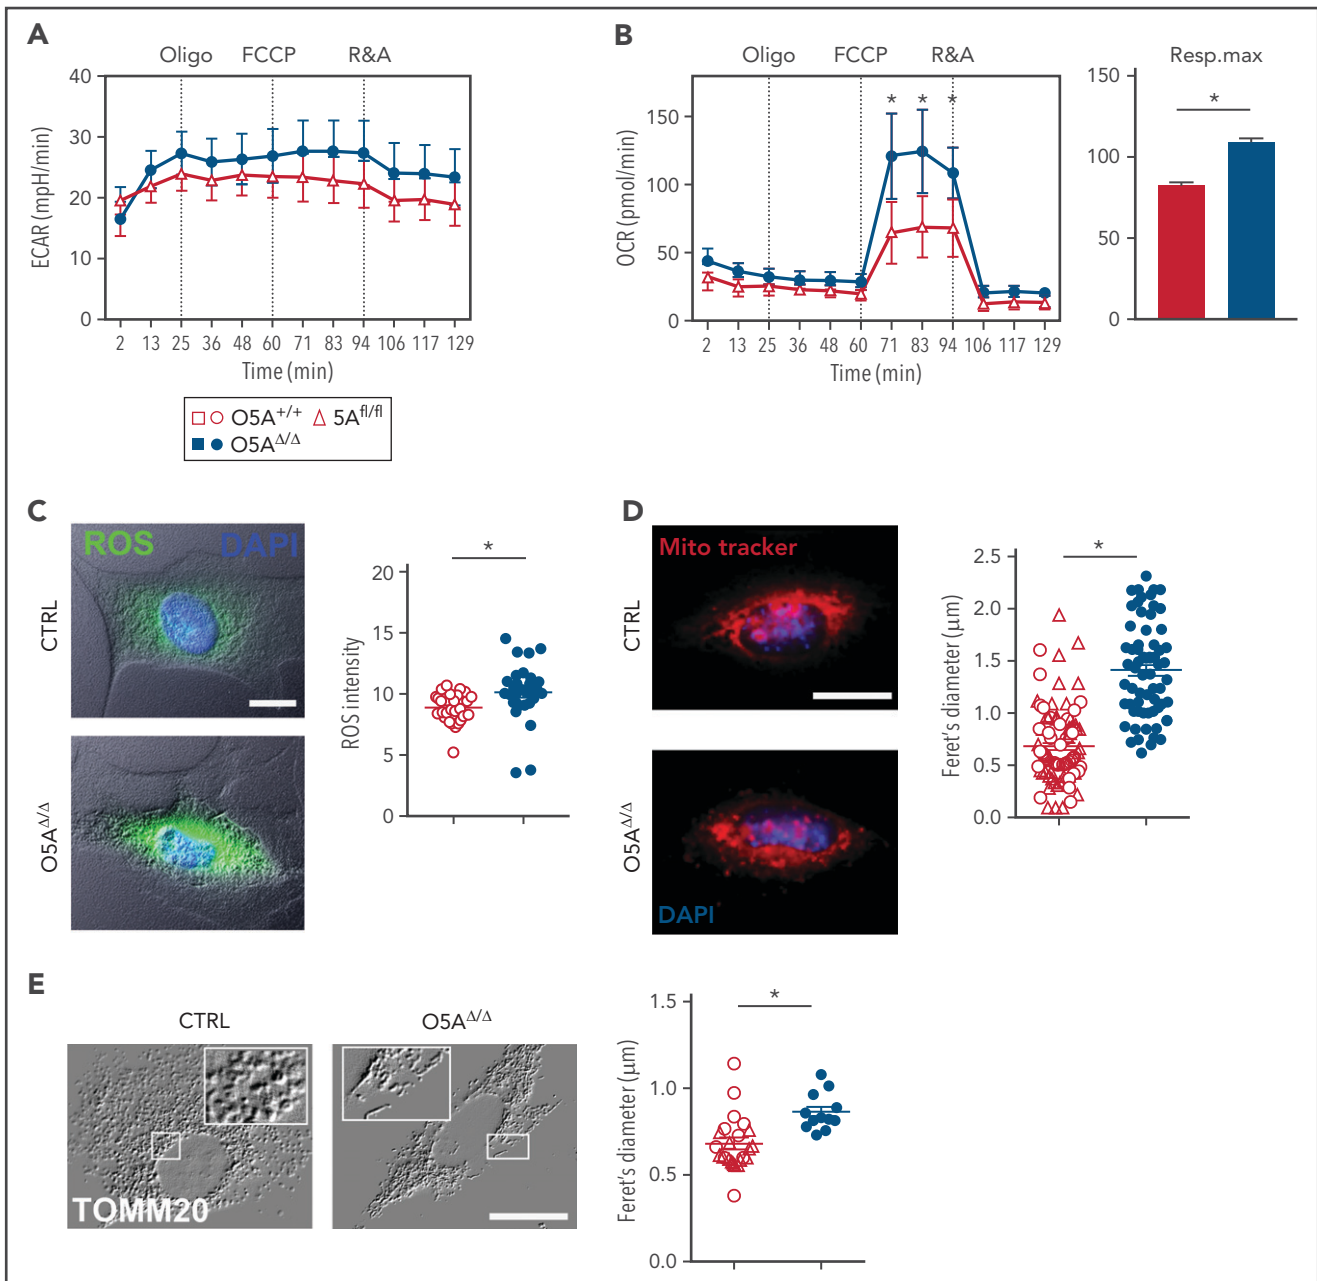 A
Oligo FCCP R&A
40
30
20
10
0
ECAR (mpH/min)
2 13 25 36 48 60 71 83 94 106 117 129
Time (min)
O5A+/+ 5Afl/fl
O5AΔ/Δ
B
Oligo FCCP R&A
150
100
50
0
OCR (pmol/min)
* * *
2 13 25 36 48 60 71 83 94 106 117 129
Time (min)
Resp.max
150
100
50
0
*
C
ROS DAPI
CTRL
O5AΔ/Δ
*
20
15
10
5
0
ROS intensity
D
Mito tracker
CTRL
O5AΔ/Δ
DAPI
*
2.5
2.0
1.5
1.0
0.5
0.0
Feret's diameter (μm)
E
CTRL
O5AΔ/Δ
TOMM20
*
1.5
1.0
0.5
0.0
Feret's diameter (μm)